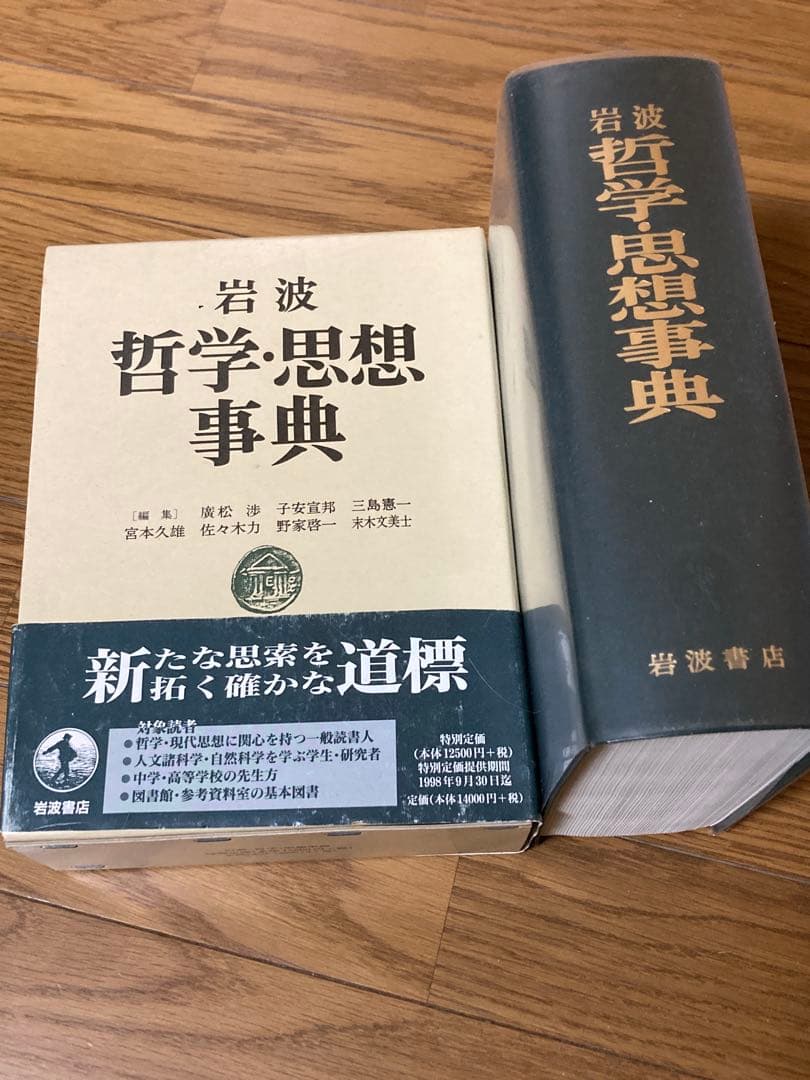 岩波
哲学・思想
事典
［編集］ 廣松 渉 子安宣邦 三島憲一
宮本久雄 佐々木力 野家啓一 末木文美士
新たな思索を
拓く確かな道標
対象読者
●哲学・現代思想に関心を持つ一般読書人
●人文諸科学・自然科学を学ぶ学生・研究者
●中学・高等学校の先生方
●図書館・参考資料室の基本図書
岩波書店
特別定価
（本体12500円＋税）
特別定価提供期間
1998年9月30日迄
定価（本体14000円＋税）
岩波
哲学・思想事典
岩波書店